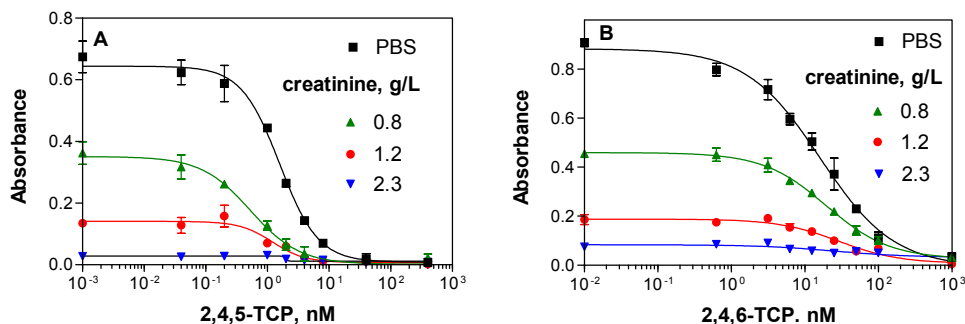 A
PBS
creatinine, g/L
0.8
1.2
2.3
Absorbance
0.8
0.6
0.4
0.2
0.0
10-3 10-2 10-1 100 101 102 103
2,4,5-TCP, nM
B
PBS
creatinine, g/L
0.8
1.2
2.3
Absorbance
1.0
0.8
0.6
0.4
0.2
0.0
10-2 10-1 100 101 102 103
2,4,6-TCP. nM